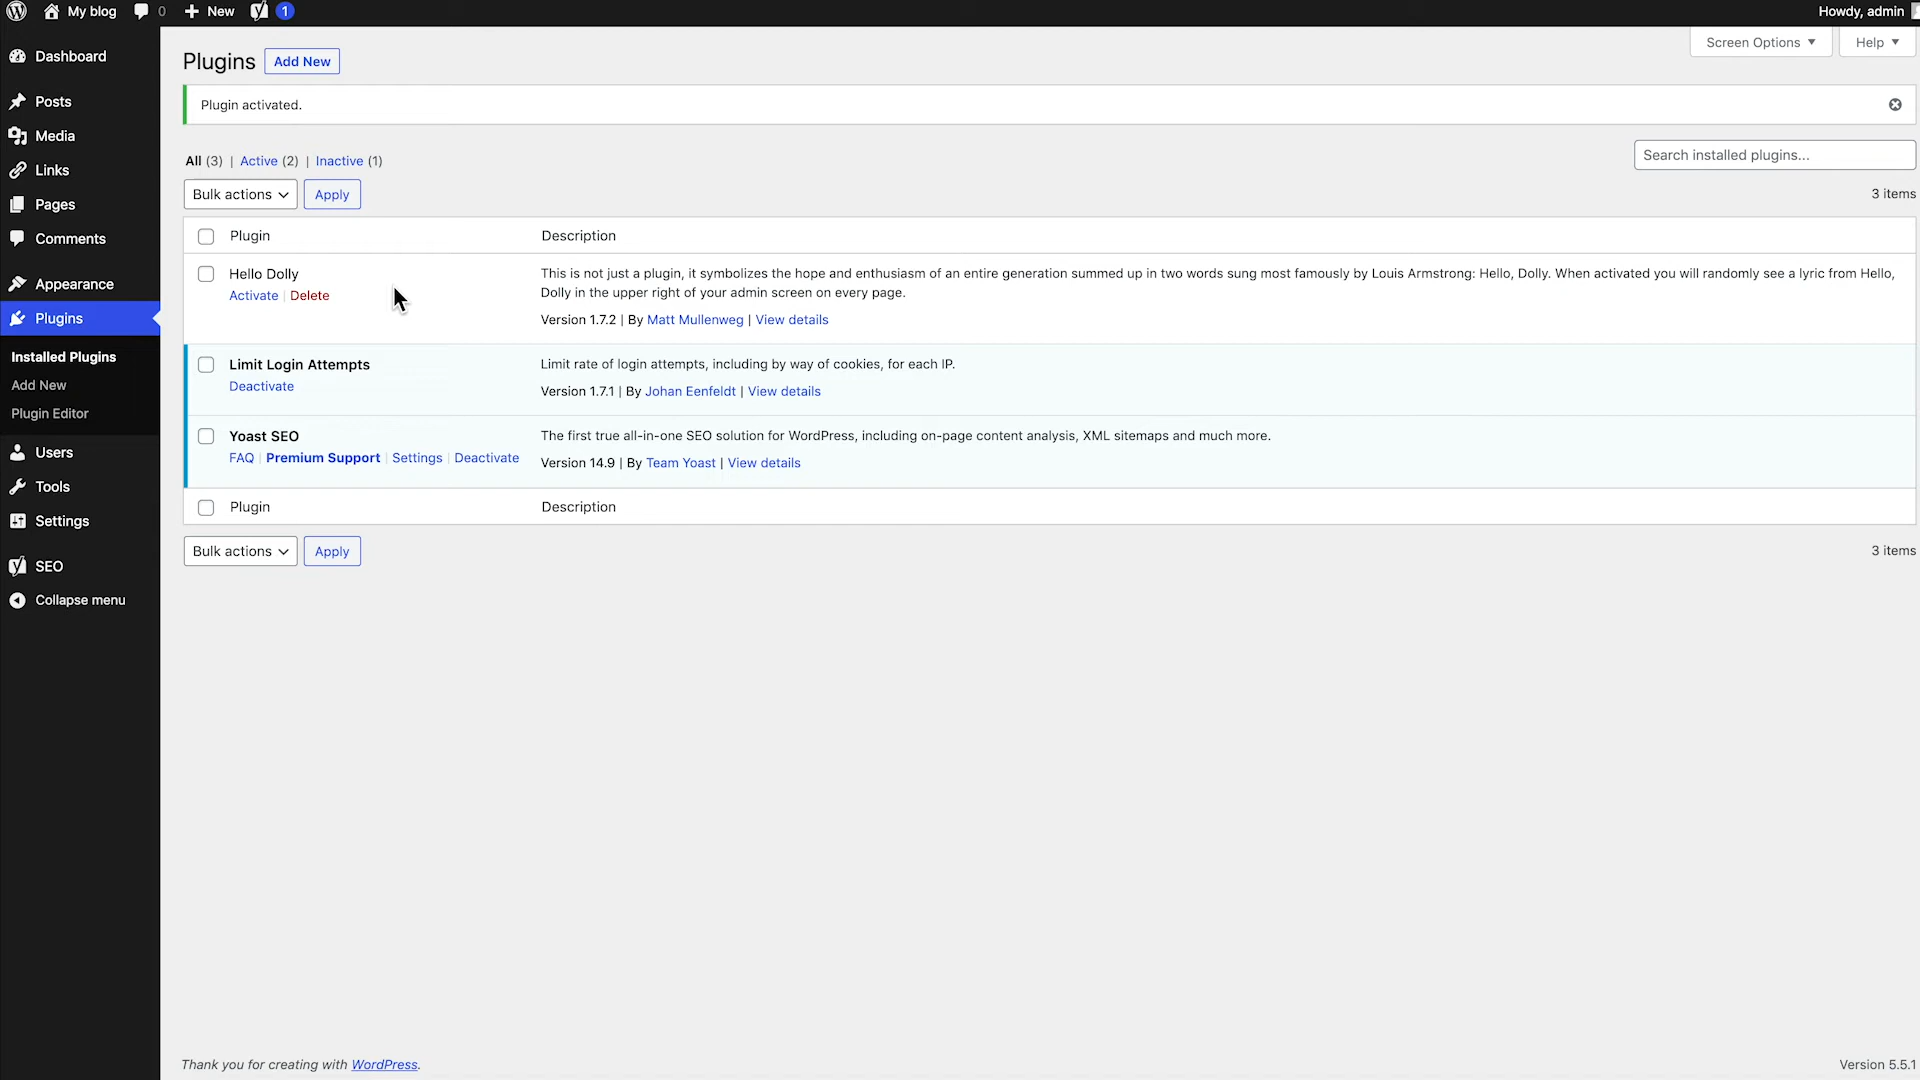 My blog 0 New 1 Howdy, admin
Screen Options Help
Dashboard
Posts
Media
Links
Pages
Comments
Appearance
Plugins
Installed Plugins
Add New
Plugin Editor
Users
Tools
Settings
SEO
Collapse menu
Plugins Add New
Plugin activated.
All (3) | Active (2) | Inactive (1)
Search installed plugins...
Bulk actions Apply
3 items
Plugin Description
Hello Dolly
Activate | Delete
This is not just a plugin, it symbolizes the hope and enthusiasm of an entire generation summed up in two words sung most famously by Louis Armstrong: Hello, Dolly. When activated you will randomly see a lyric from Hello,
Dolly in the upper right of your admin screen on every page.
Version 1.7.2 | By Matt Mullenweg | View details
Limit Login Attempts
Deactivate
Limit rate of login attempts, including by way of cookies, for each IP.
Version 1.7.1 | By Johan Eenfeldt | View details
Yoast SEO
FAQ | Premium Support | Settings | Deactivate
The first true all-in-one SEO solution for WordPress, including on-page content analysis, XML sitemaps and much more.
Version 14.9 | By Team Yoast | View details
Plugin Description
Bulk actions Apply
3 items
Thank you for creating with WordPress.
Version 5.5.1